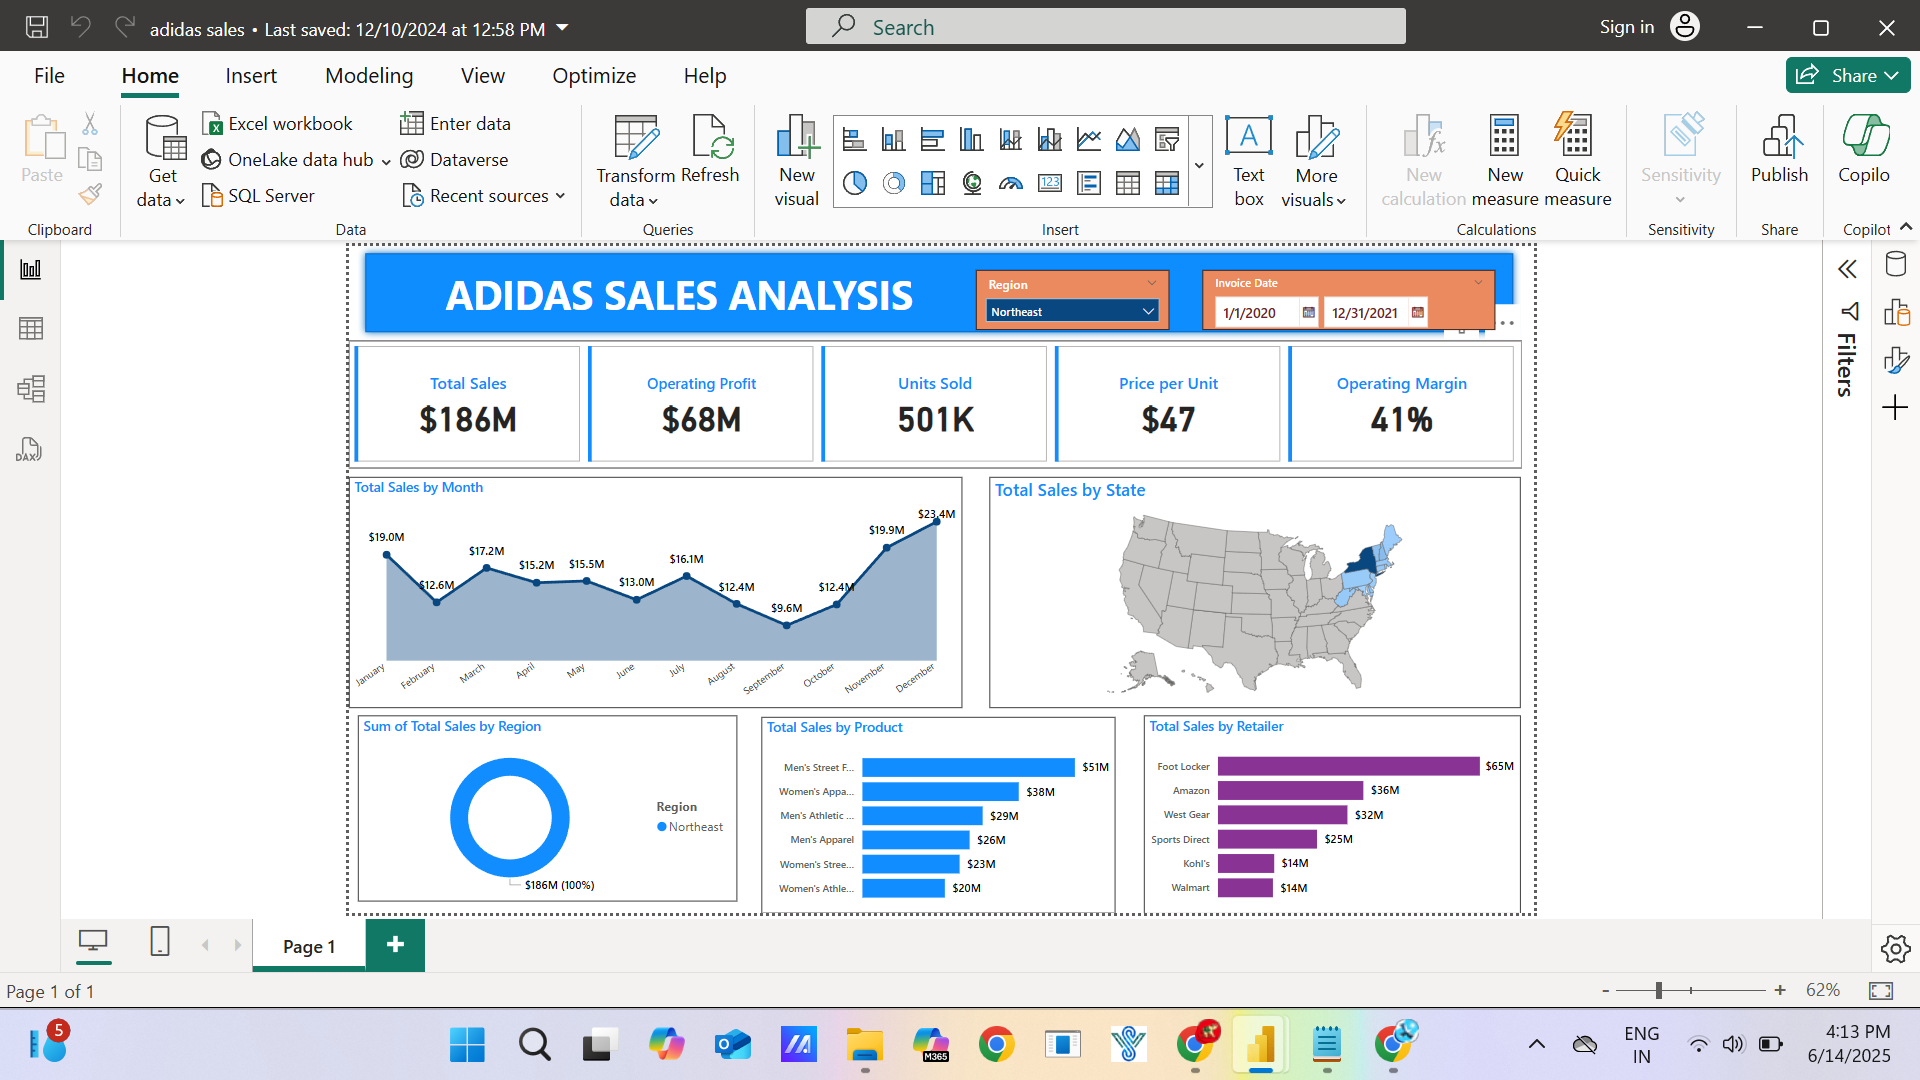 adidas sales • Last saved: 12/10/2024 at 12:58 PM
Search
Sign in
File Home Insert Modeling View Optimize Help
Share
Paste
Clipboard
Get data
Excel workbook
OneLake data hub
SQL Server
Enter data
Dataverse
Recent sources
Data
Transform data
Refresh
Queries
New visual
123
Text box
A
More visuals
Insert
New calculation
fx
New measure
Quick measure
Calculations
Sensitivity
Sensitivity
Publish
Share
Copilo
Copilot
DAX
ADIDAS SALES ANALYSIS
Region
Northeast
Invoice Date
1/1/2020
12/31/2021
Filters
Total Sales
$186M
Operating Profit
$68M
Units Sold
501K
Price per Unit
$47
Operating Margin
41%
Total Sales by Month
$19.0M
$12.6M
$17.2M
$15.2M
$15.5M
$13.0M
$16.1M
$12.4M
$9.6M
$12.4M
$19.9M
$23.4M
January
February
March
April
May
June
July
August
September
October
November
December
Total Sales by State
Sum of Total Sales by Region
Region
Northeast
$186M (100%)
Total Sales by Product
Men's Street F... $51M
Women's Appa... $38M
Men's Athletic ... $29M
Men's Apparel $26M
Women's Stree... $23M
Women's Athle... $20M
Total Sales by Retailer
Foot Locker $65M
Amazon $36M
West Gear $32M
Sports Direct $25M
Kohl's $14M
Walmart $14M
Page 1
+
Page 1 of 1
- + 62%
5
M365
ENG
IN
4:13 PM
6/14/2025